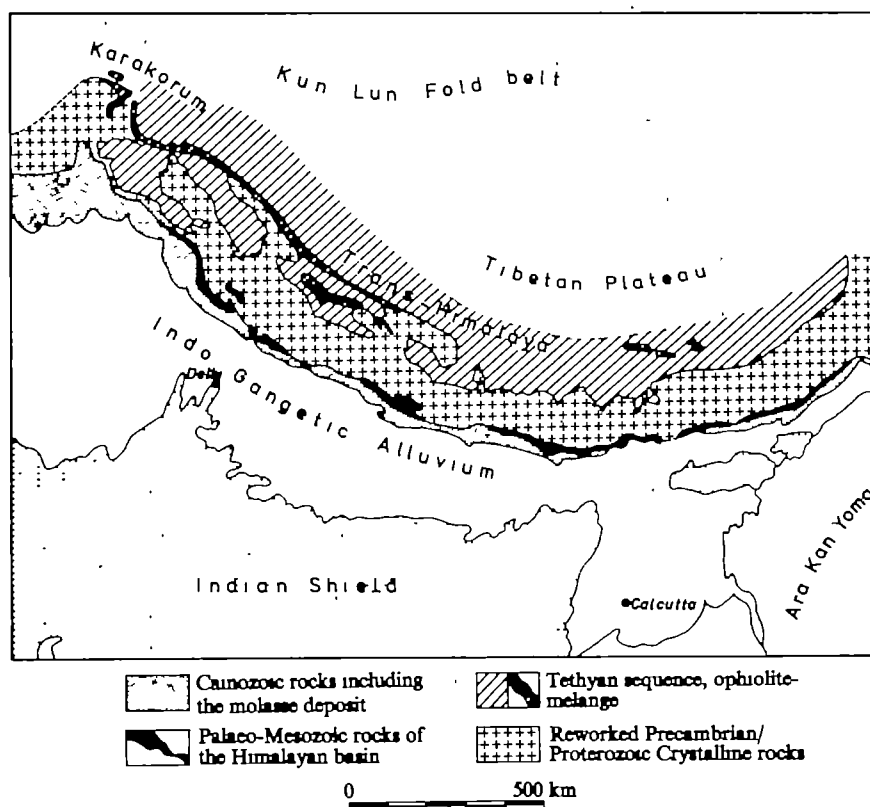 Karakorum
Kun Lun Fold belt
Tibetan Plateau
Trans-Himalaya
Indo Gangetic Alluvium
Delhi
Indian Shield
Calcutta
Ara Kan Yoma
Cainozoic rocks including
the molasse deposit
Tethyan sequence, ophiolite-
melange
Palaeo-Mesozoic rocks of
the Himalayan basin
Reworked Precambrian/
Proterozoic Crystalline rocks
0 500 km